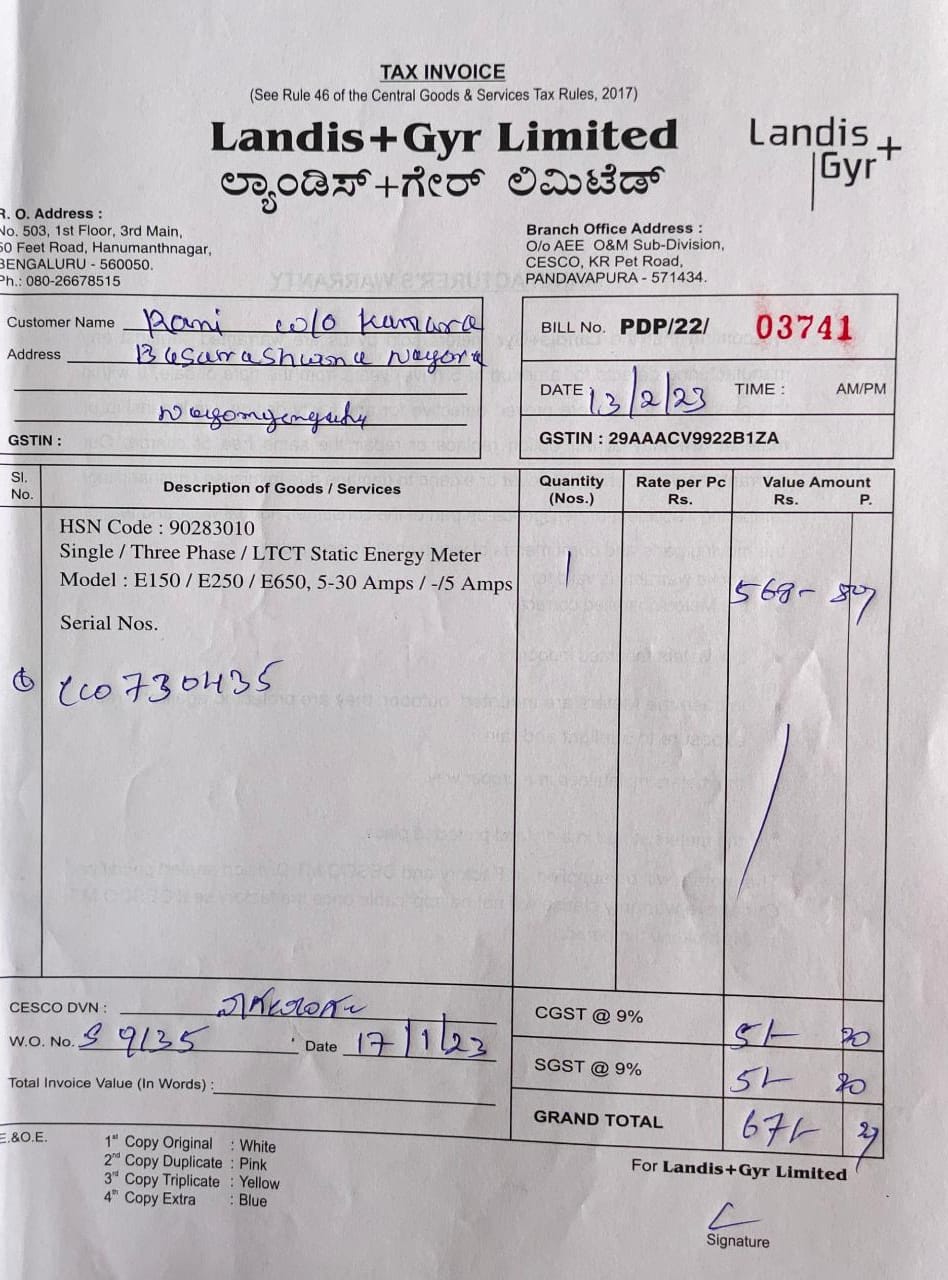 TAX INVOICE
(See Rule 46 of the Central Goods & Services Tax Rules, 2017)
Landis+Gyr Limited
ಲ್ಯಾಂಡಿಸ್+ಗೇರ್ ಲಿಮಿಟೆಡ್
Landis
Gyr+
R. O. Address :
No. 503, 1st Floor, 3rd Main,
50 Feet Road, Hanumanthnagar,
BENGALURU - 560050.
Ph.: 080-26678515
Branch Office Address :
O/o AEE O&M Sub-Division,
CESCO, KR Pet Road,
PANDAVAPURA - 571434.
Customer Name Rani w/o Kumara
Address
GSTIN :
BILL No. PDP/22/ 03741
DATE 13/2/23 TIME : AM/PM
GSTIN : 29AAACV9922B1ZA
Sl. No. Description of Goods / Services Quantity (Nos.) Rate per Pc Rs. Value Amount Rs. P.
HSN Code : 90283010
Single / Three Phase / LTCT Static Energy Meter 1
Model : E150 / E250 / E650, 5-30 Amps / -/5 Amps 568-
Serial Nos.
730435
CESCO DVN :
W.O. No. 9135 Date 17/1/23
Total Invoice Value (In Words) :
CGST @ 9% 51-
SGST @ 9% 51-
GRAND TOTAL 671-
E.&O.E.
1st Copy Original : White
2nd Copy Duplicate : Pink
3rd Copy Triplicate : Yellow
4th Copy Extra : Blue
For Landis+Gyr Limited
Signature